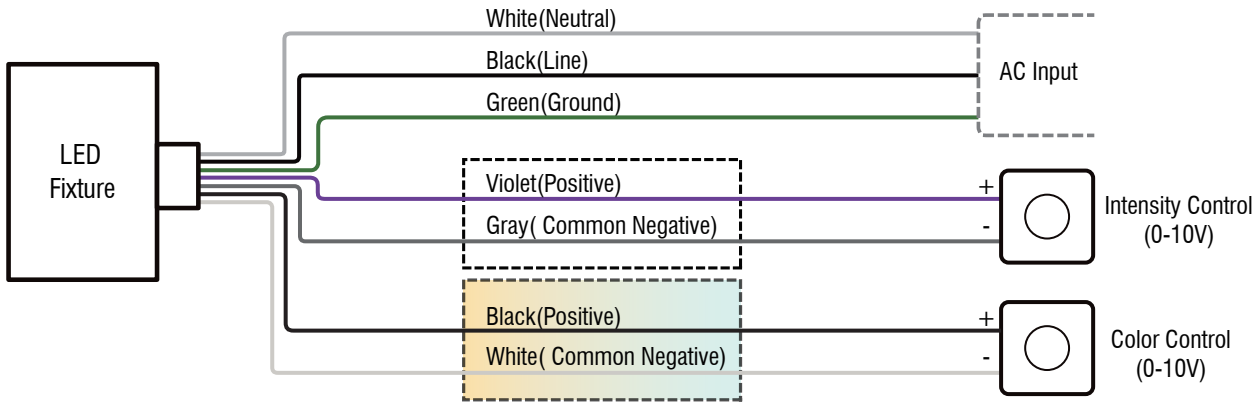 White(Neutral)
Black(Line)
Green(Ground)
AC Input
LED
Fixture
Violet(Positive)
Gray( Common Negative)
+
-
Intensity Control
(0-10V)
Black(Positive)
White( Common Negative)
+
-
Color Control
(0-10V)